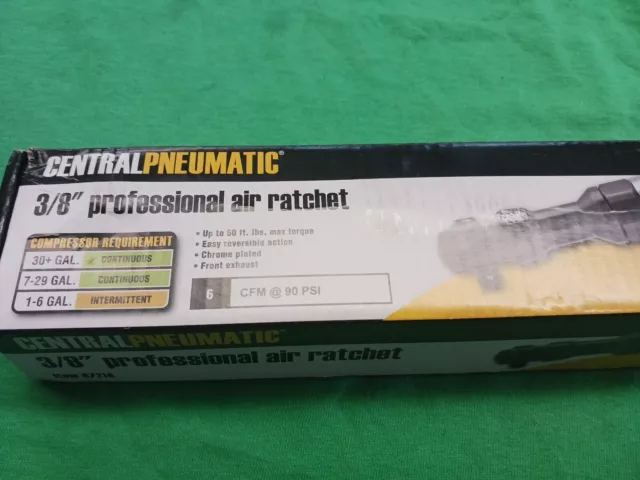 CENTRALPNEUMATIC®
3/8" professional air ratchet
COMPRESSOR REQUIREMENT
30+ GAL. CONTINUOUS
7-29 GAL. CONTINUOUS
1-6 GAL. INTERMITTENT
• Up to 50 ft. lbs. max torque
• Easy reversible action
• Chrome plated
• Front exhaust
6 CFM @ 90 PSI
CENTRALPNEUMATIC®
3/8" professional air ratchet